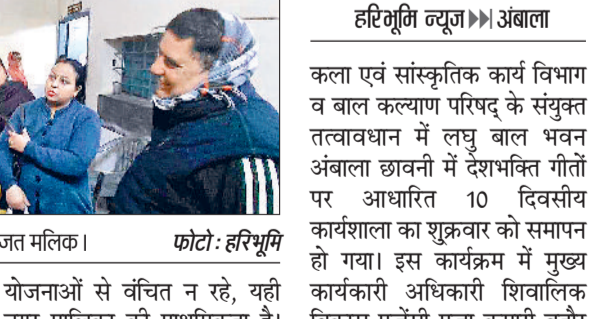 जत मलिक।
फोटो : हरिभूमि
योजनाओं से वंचित न रहे, यही
हरिभूमि न्यूज ▶▶| अंबाला
कला एवं सांस्कृतिक कार्य विभाग
व बाल कल्याण परिषद् के संयुक्त
तत्वावधान में लघु बाल भवन
अंबाला छावनी में देशभक्ति गीतों
पर आधारित 10 दिवसीय
कार्यशाला का शुक्रवार को समापन
हो गया। इस कार्यक्रम में मुख्य
कार्यकारी अधिकारी शिवालिक